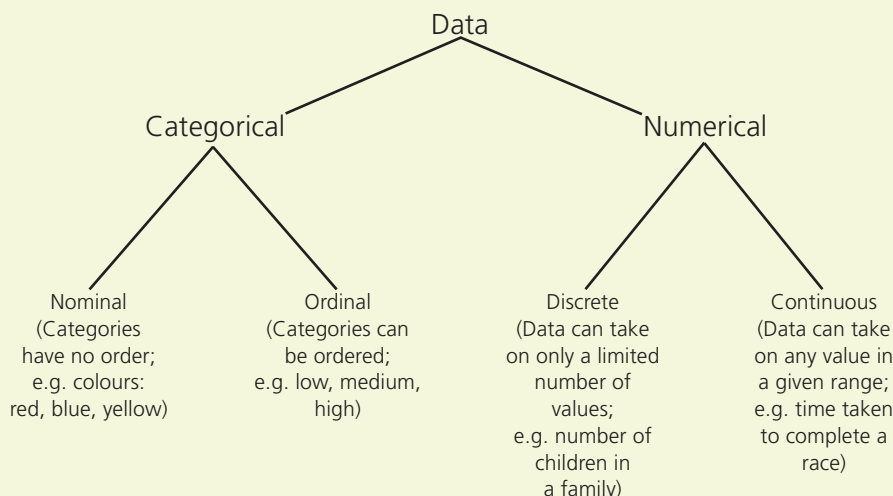 Data
Categorical
Numerical
Nominal
(Categories
have no order;
e.g. colours:
red, blue, yellow)
Ordinal
(Categories can
be ordered;
e.g. low, medium,
high)
Discrete
(Data can take
on only a limited
number of
values;
e.g. number of
children in
a family)
Continuous
(Data can take
on any value in
a given range;
e.g. time taken
to complete a
race)